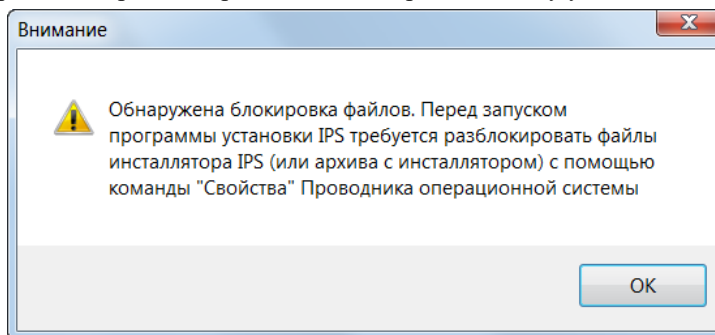 Внимание
Обнаружена блокировка файлов. Перед запуском
программы установки IPS требуется разблокировать файлы
инсталлятора IPS (или архива с инсталлятором) с помощью
команды "Свойства" Проводника операционной системы
OK